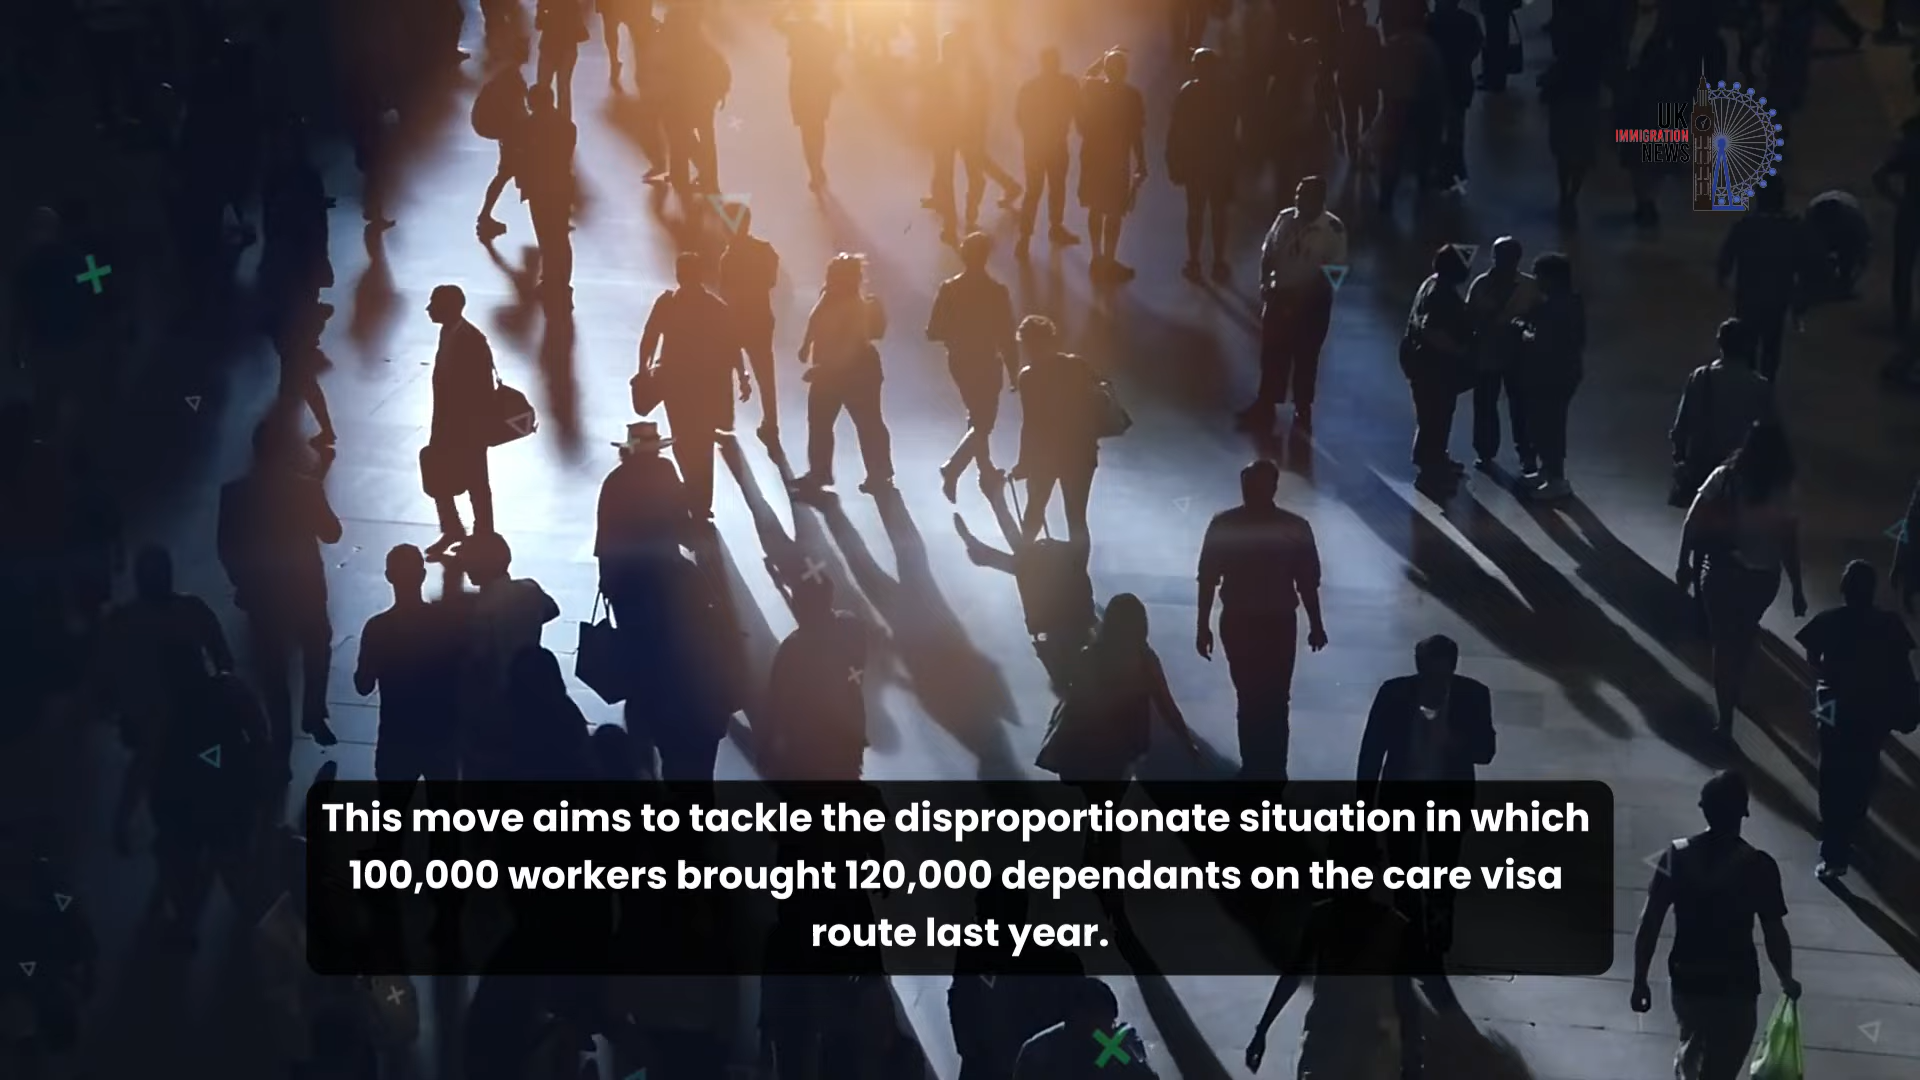 UK
IMMIGRATION
NEWS
This move aims to tackle the disproportionate situation in which
100,000 workers brought 120,000 dependants on the care visa
route last year.